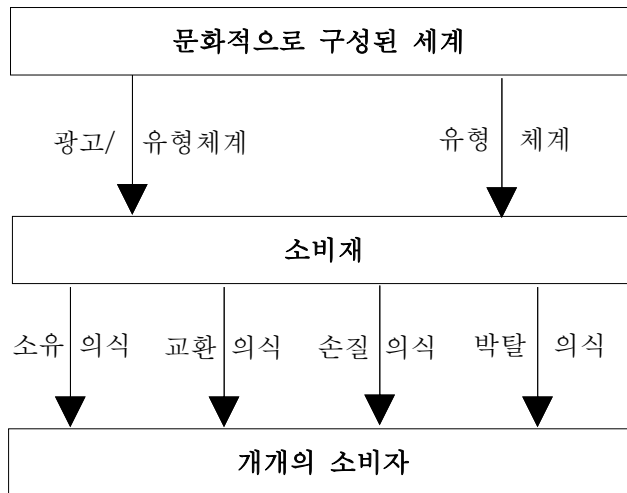 문화적으로 구성된 세계
광고/ 유형체계 유형 체계
소비재
소유 의식 교환 의식 손질 의식 박탈 의식
개개의 소비자